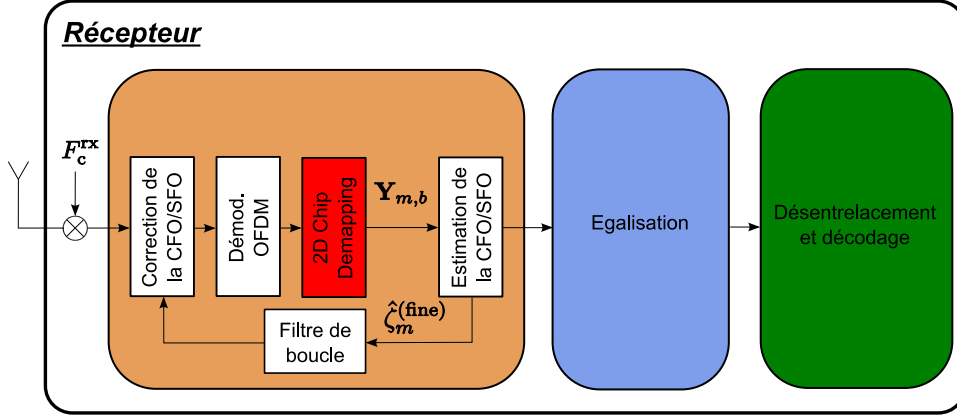 Récepteur
F_c^rx
Correction de
la CFO/SFO
Démod.
OFDM
2D Chip
Demapping
Y_{m,b}
Estimation de
la CFO/SFO
Filtre de
boucle
ζ̂_m^(fine)
Egalisation
Désentrelacement
et décodage